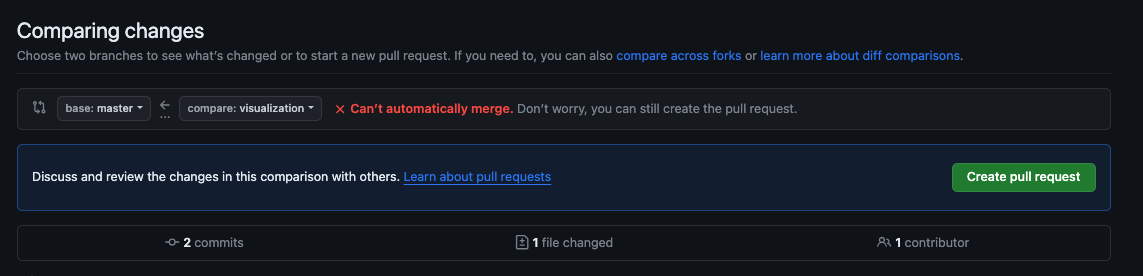 Comparing changes
Choose two branches to see what's changed or to start a new pull request. If you need to, you can also compare across forks or learn more about diff comparisons.
base: master ← compare: visualization × Can't automatically merge. Don't worry, you can still create the pull request.
...
Discuss and review the changes in this comparison with others. Learn about pull requests Create pull request
2 commits 1 file changed 1 contributor